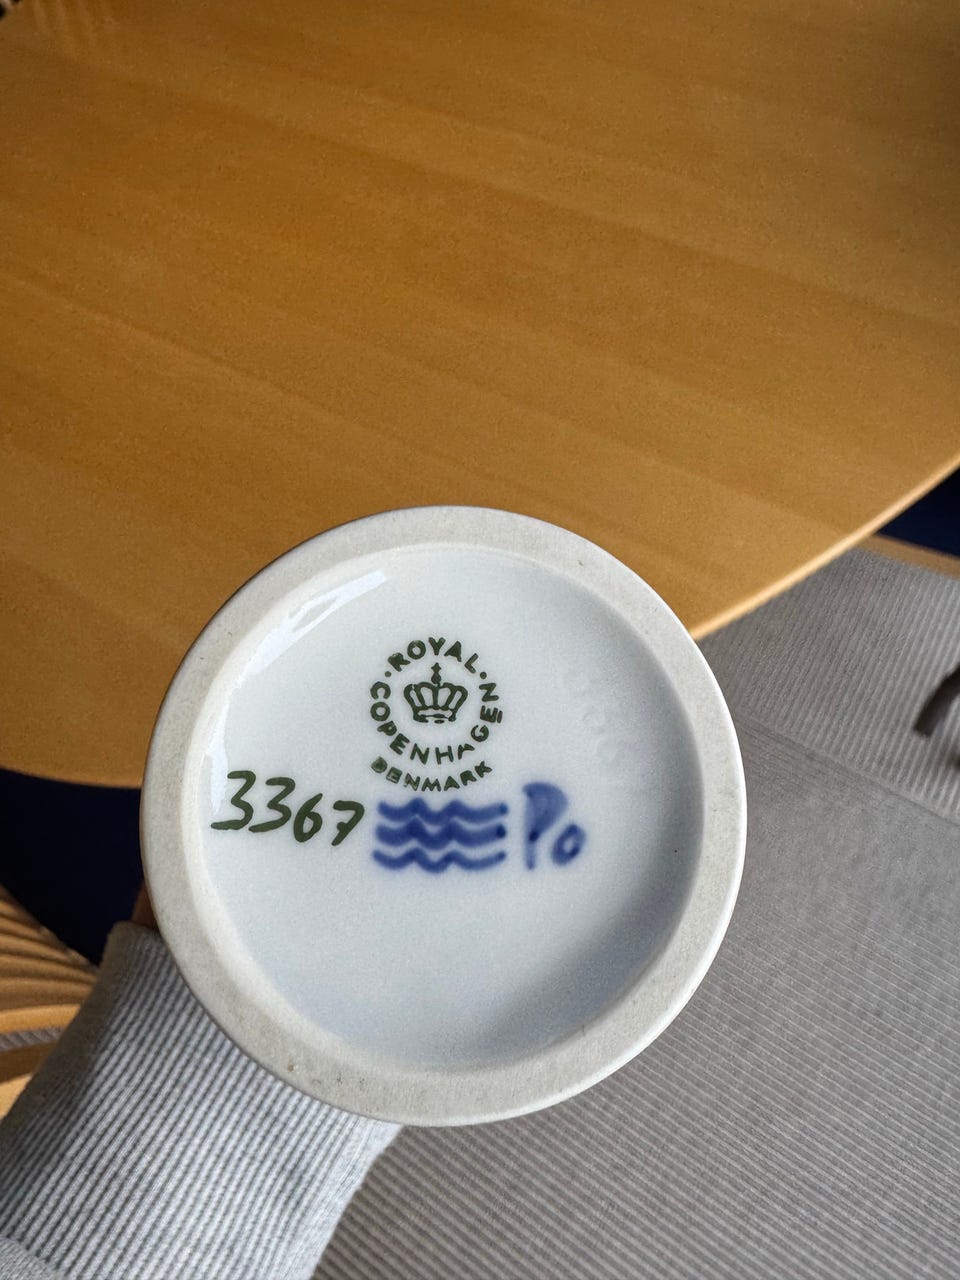 ROYAL
COPENHAGEN
DENMARK
3367 Po